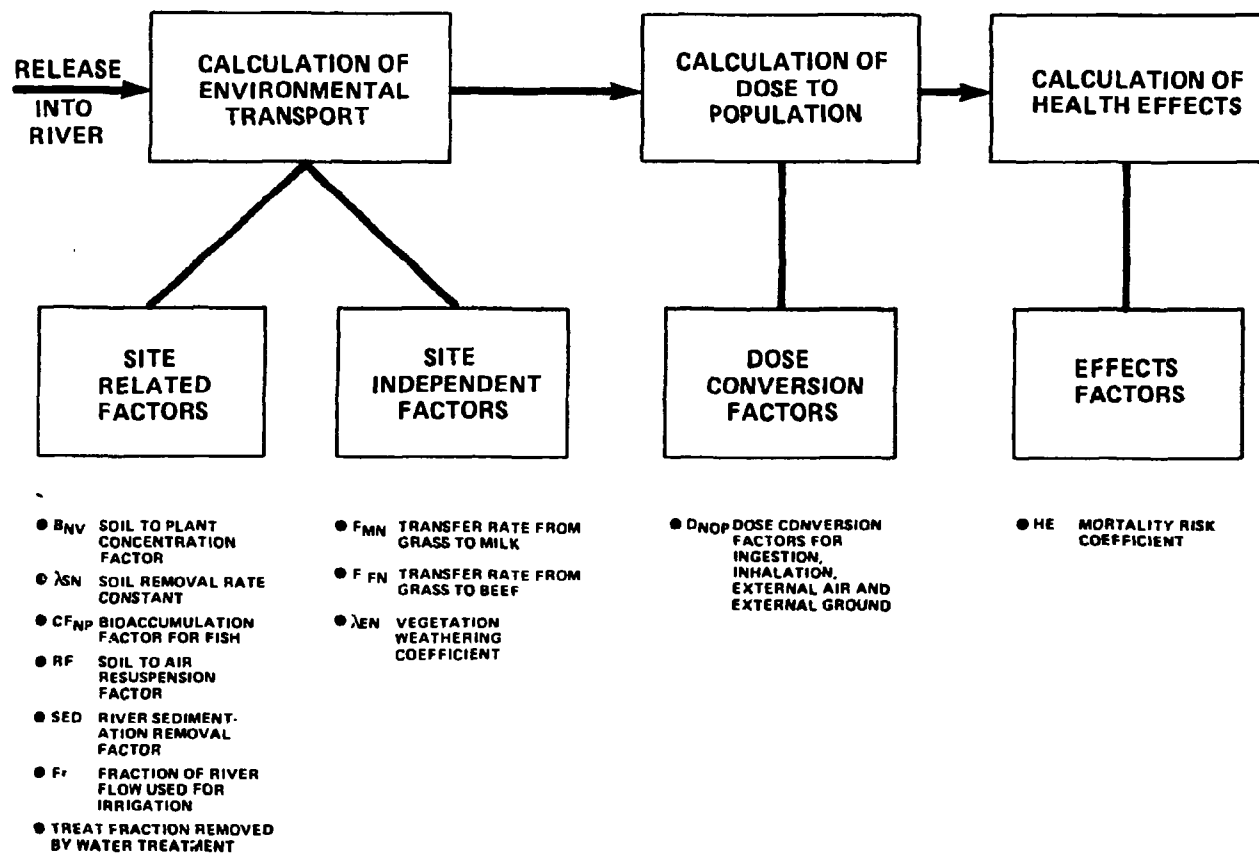 RELEASE
INTO
RIVER
CALCULATION OF
ENVIRONMENTAL
TRANSPORT
CALCULATION OF
DOSE TO
POPULATION
CALCULATION OF
HEALTH EFFECTS
SITE
RELATED
FACTORS
SITE
INDEPENDENT
FACTORS
DOSE
CONVERSION
FACTORS
EFFECTS
FACTORS
● BNV SOIL TO PLANT
CONCENTRATION
FACTOR
● λSN SOIL REMOVAL RATE
CONSTANT
● CFNP BIOACCUMULATION
FACTOR FOR FISH
● RF SOIL TO AIR
RESUSPENSION
FACTOR
● SED RIVER SEDIMENT-
ATION REMOVAL
FACTOR
● Fr FRACTION OF RIVER
FLOW USED FOR
IRRIGATION
● TREAT FRACTION REMOVED
BY WATER TREATMENT
● FMN TRANSFER RATE FROM
GRASS TO MILK
● F FN TRANSFER RATE FROM
GRASS TO BEEF
● λEN VEGETATION
WEATHERING
COEFFICIENT
● DNOP DOSE CONVERSION
FACTORS FOR
INGESTION,
INHALATION,
EXTERNAL AIR AND
EXTERNAL GROUND
● HE MORTALITY RISK
COEFFICIENT